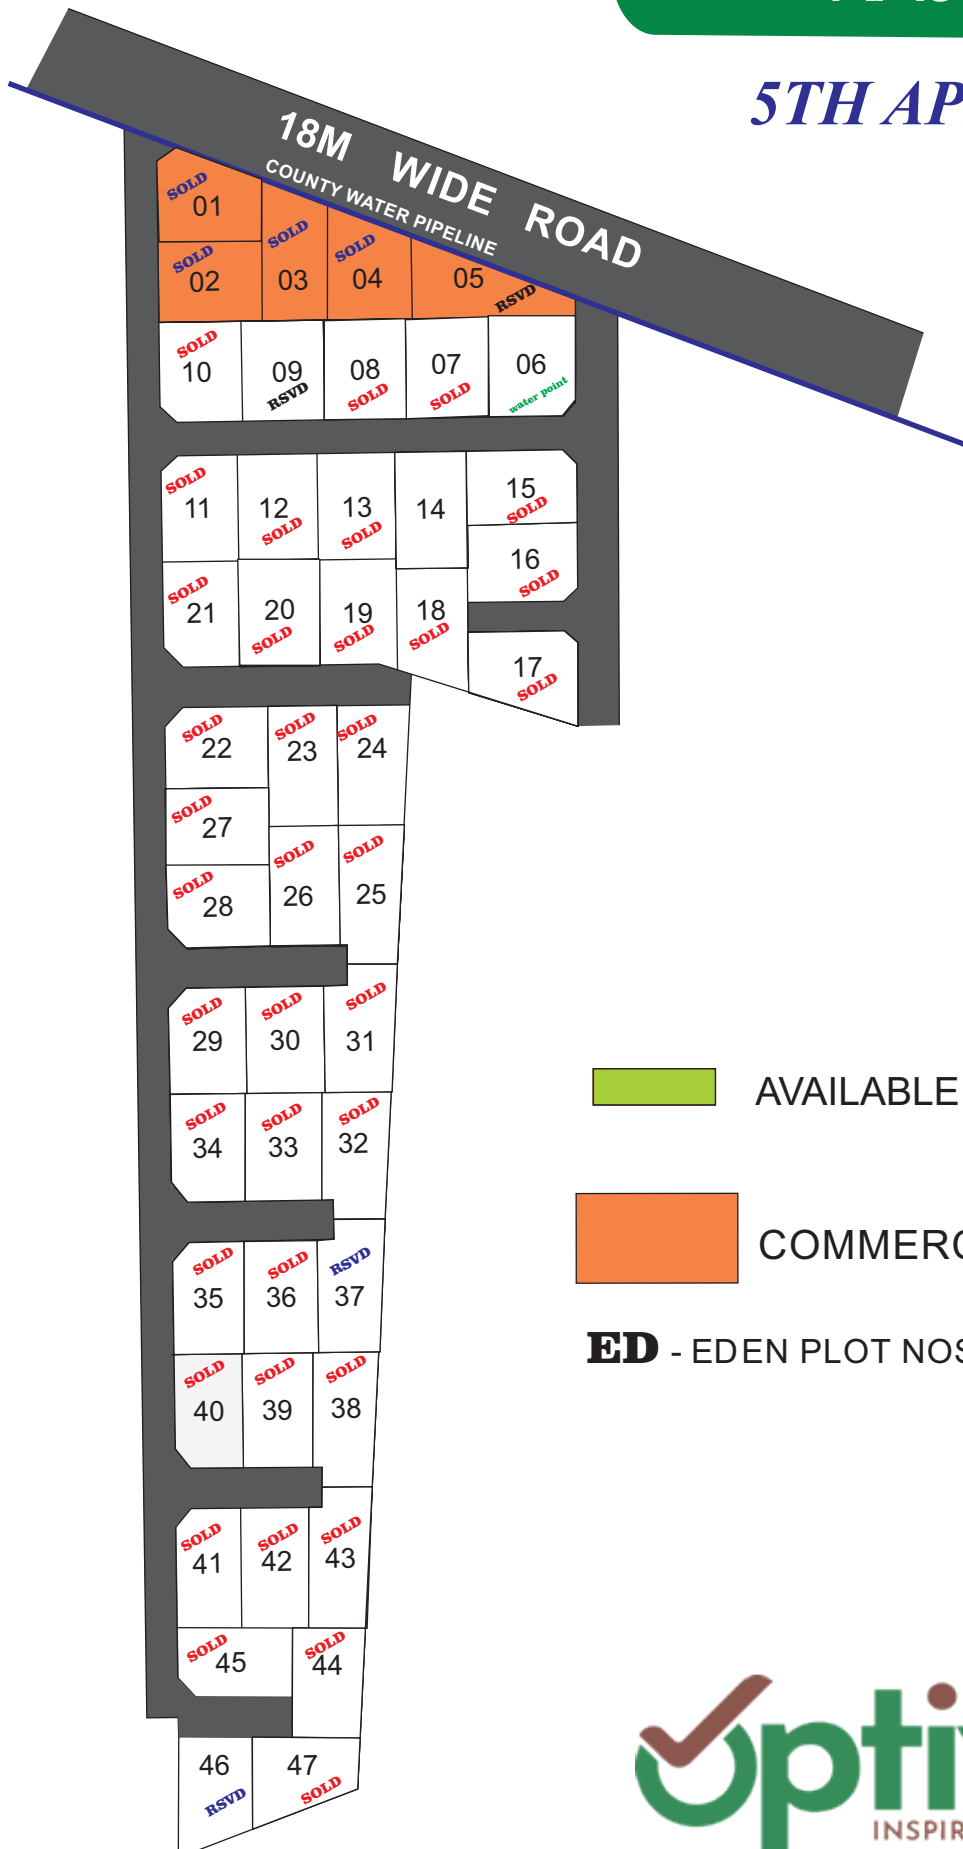 5TH AP
18M WIDE ROAD
COUNTY WATER PIPELINE
SOLD
01
SOLD
02
SOLD
03
SOLD
04
05
RSVD
SOLD
10
09
RSVD
08
SOLD
07
SOLD
06
water point
SOLD
11
12
SOLD
13
SOLD
14
15
SOLD
16
SOLD
SOLD
21
20
SOLD
19
SOLD
18
SOLD
17
SOLD
SOLD
22
SOLD
23
SOLD
24
SOLD
27
SOLD
28
SOLD
26
SOLD
25
SOLD
29
SOLD
30
SOLD
31
SOLD
34
SOLD
33
SOLD
32
SOLD
35
SOLD
36
RSVD
37
SOLD
40
SOLD
39
SOLD
38
SOLD
41
SOLD
42
SOLD
43
SOLD
45
SOLD
44
46
RSVD
47
SOLD
AVAILABLE
COMMERC
ED - EDEN PLOT NOS
Opti
INSPIR